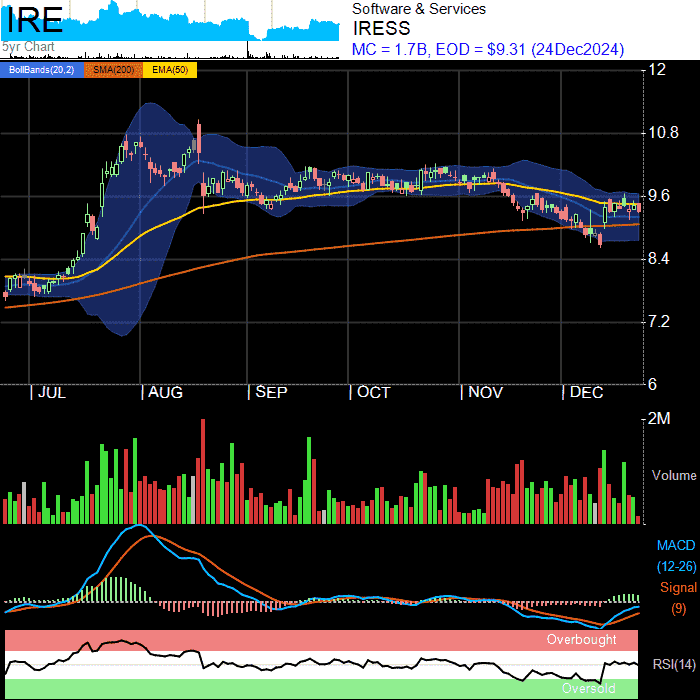 IRE
5yr Chart
Software & Services
IRESS
MC = 1.7B, EOD = $9.31 (24Dec2024)
BollBands(20,2) SMA(200) EMA(50)
12
10.8
9.6
8.4
7.2
6
JUL AUG SEP OCT NOV DEC
2M
Volume
MACD
(12-26)
Signal
(9)
Overbought
RSI(14)
Oversold